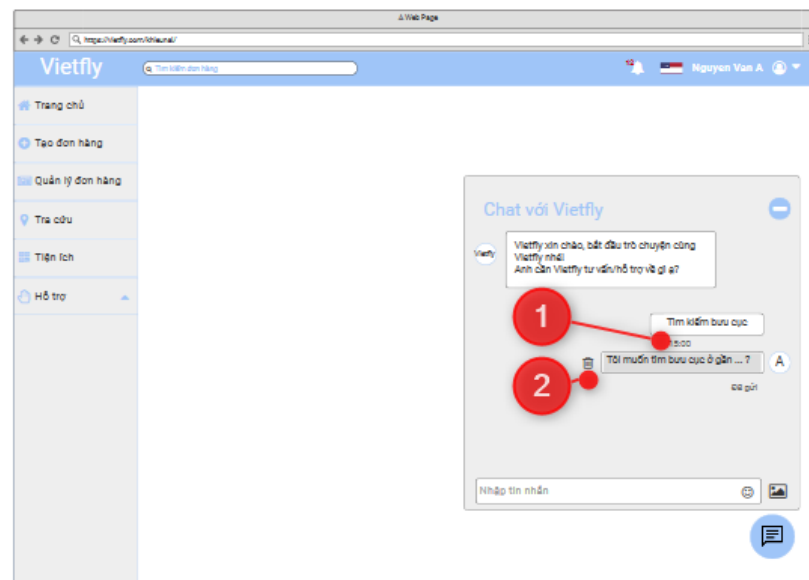 A Web Page
https://vietfly.com/khieunai/
Vietfly
Tìm kiếm đơn hàng
12
Nguyen Van A
Trang chủ
Tạo đơn hàng
Quản lý đơn hàng
Tra cứu
Tiện ích
Hỗ trợ
Chat với Vietfly
Vietfly
Vietfly xin chào, bắt đầu trò chuyện cùng
Vietfly nhé!
Anh cần Vietfly tư vấn/hỗ trợ về gì ạ?
1
Tìm kiếm bưu cục
15:00
Tôi muốn tìm bưu cục ở gần ... ?
A
2
Đã gửi
Nhập tin nhắn